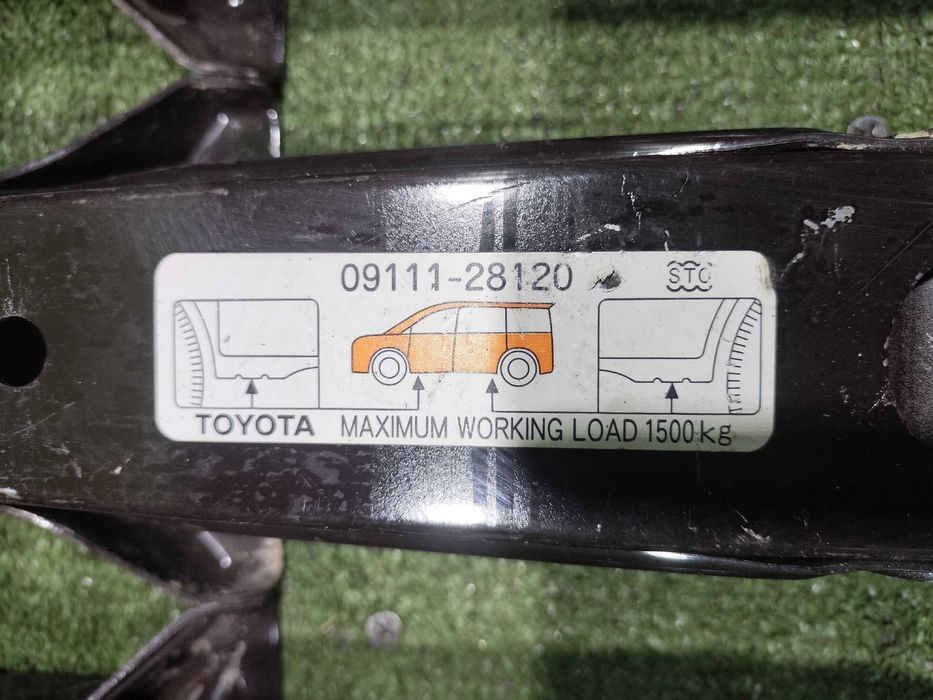 09111-28120 STC
TOYOTA MAXIMUM WORKING LOAD 1500kg